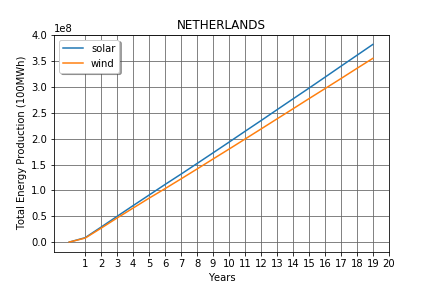 NETHERLANDS
1e8
4.0
3.5
3.0
2.5
2.0
1.5
1.0
0.5
0.0
solar
wind
Total Energy Production (100MWh)
1 2 3 4 5 6 7 8 9 10 11 12 13 14 15 16 17 18 19 20
Years